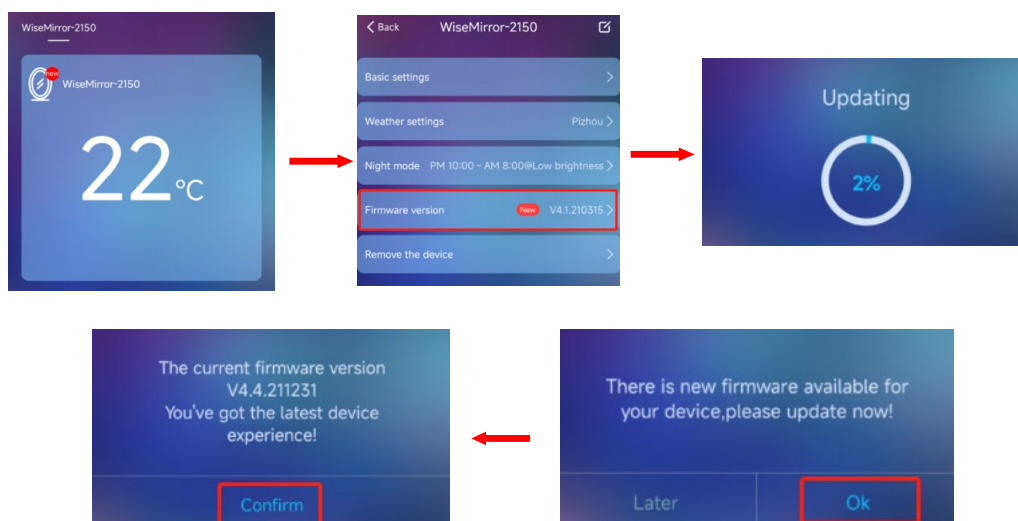 WiseMirror-2150
new
WiseMirror-2150
22°C
Back WiseMirror-2150
Basic settings
Weather settings Pizhou
Night mode PM 10:00 ~ AM 8:00@Low brightness
Firmware version New V4.1.210315
Remove the device
Updating
2%
The current firmware version
V4.4.211231
You've got the latest device
experience!
Confirm
There is new firmware available for
your device,please update now!
Later Ok